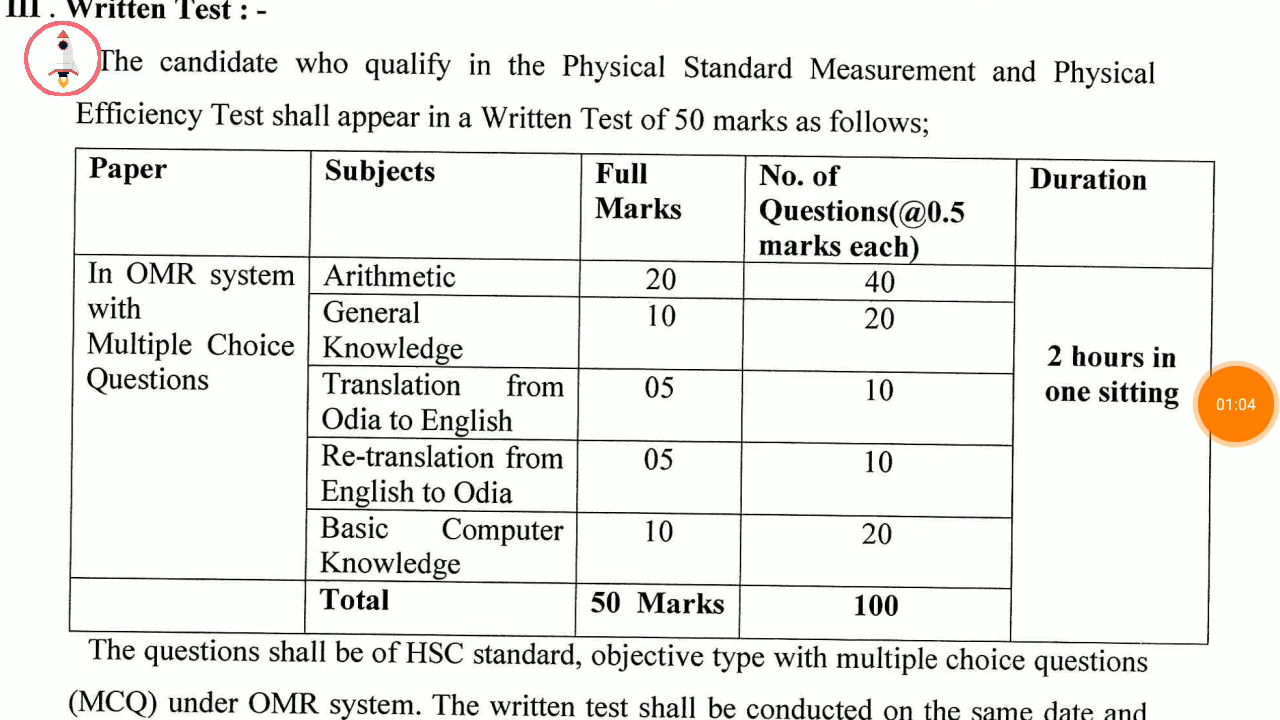 III . Written Test : -
The candidate who qualify in the Physical Standard Measurement and Physical
Efficiency Test shall appear in a Written Test of 50 marks as follows;
Paper
Subjects
Full
Marks
No. of
Questions(@0.5
marks each)
Duration
In OMR system
with
Multiple Choice
Questions
Arithmetic
20
40
General
Knowledge
10
20
Translation from
Odia to English
05
10
Re-translation from
English to Odia
05
10
Basic Computer
Knowledge
10
20
2 hours in
one sitting
01:04
Total
50 Marks
100
The questions shall be of HSC standard, objective type with multiple choice questions
(MCQ) under OMR system. The written test shall be conducted on the same date and